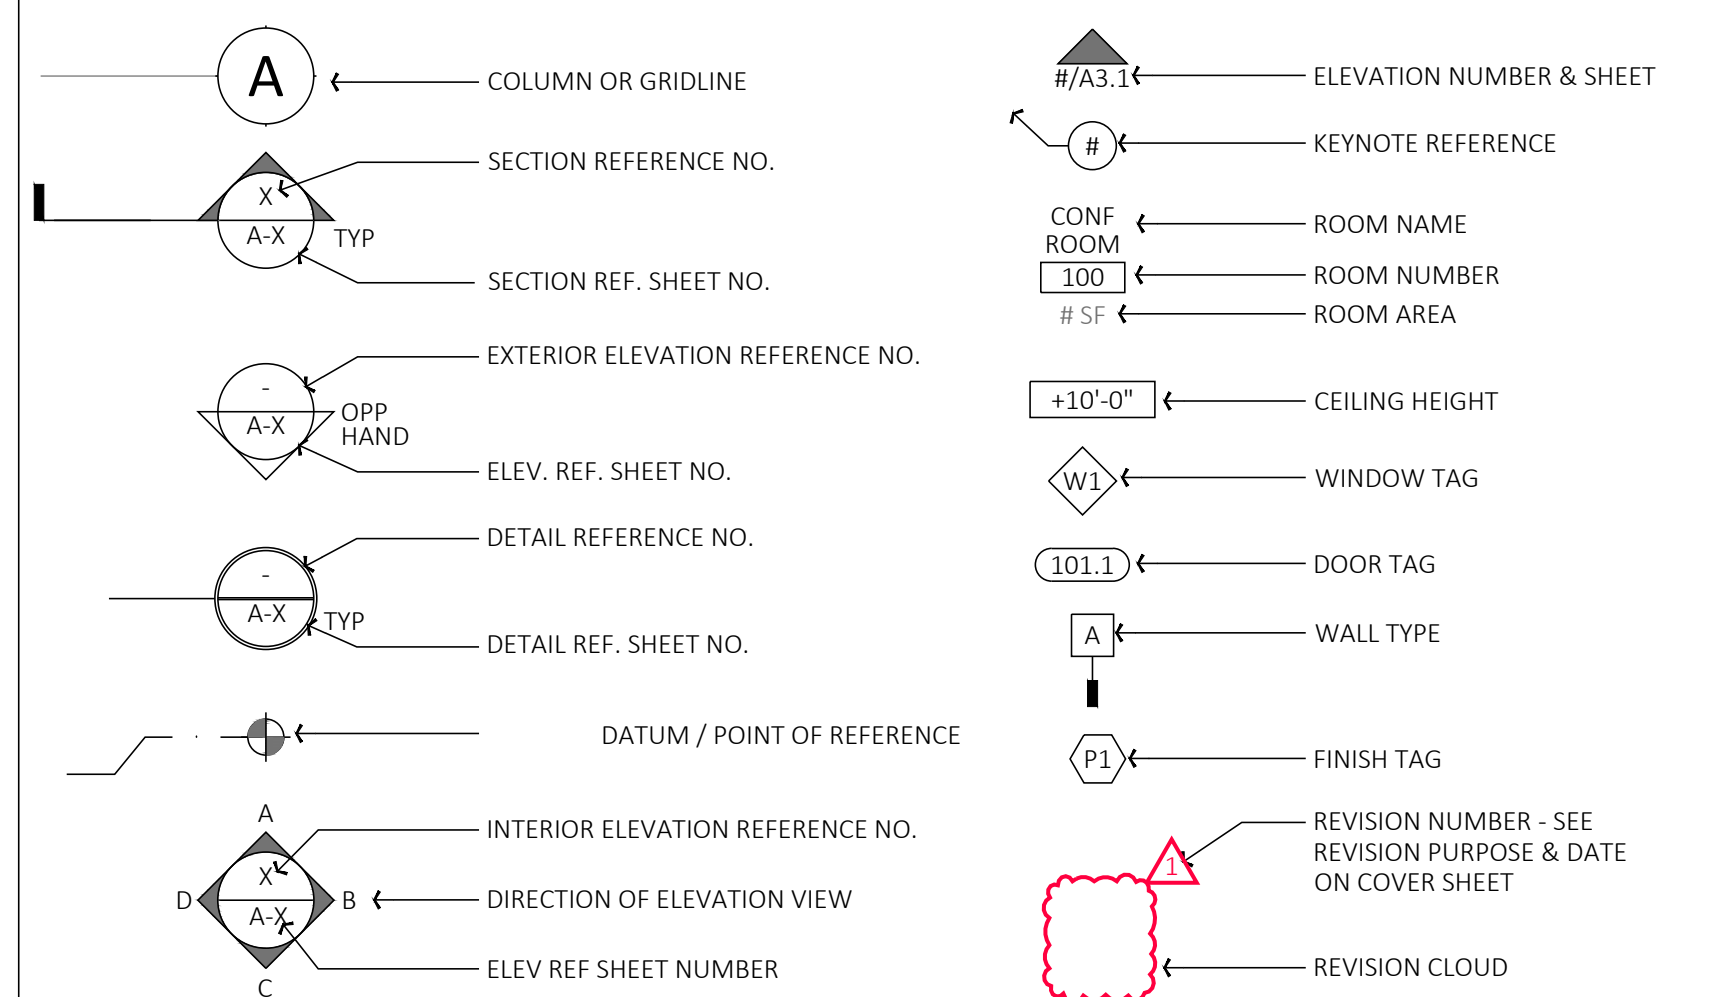 A
COLUMN OR GRIDLINE
SECTION REFERENCE NO.
X
A-X
TYP
SECTION REF. SHEET NO.
EXTERIOR ELEVATION REFERENCE NO.
-
A-X
OPP
HAND
ELEV. REF. SHEET NO.
DETAIL REFERENCE NO.
-
A-X
TYP
DETAIL REF. SHEET NO.
DATUM / POINT OF REFERENCE
A
INTERIOR ELEVATION REFERENCE NO.
X
D
B
DIRECTION OF ELEVATION VIEW
A-X
ELEV REF SHEET NUMBER
C
#/A3.1
ELEVATION NUMBER & SHEET
#
KEYNOTE REFERENCE
CONF
ROOM
ROOM NAME
100
ROOM NUMBER
# SF
ROOM AREA
+10'-0"
CEILING HEIGHT
W1
WINDOW TAG
101.1
DOOR TAG
A
WALL TYPE
P1
FINISH TAG
1
REVISION NUMBER - SEE
REVISION PURPOSE & DATE
ON COVER SHEET
REVISION CLOUD